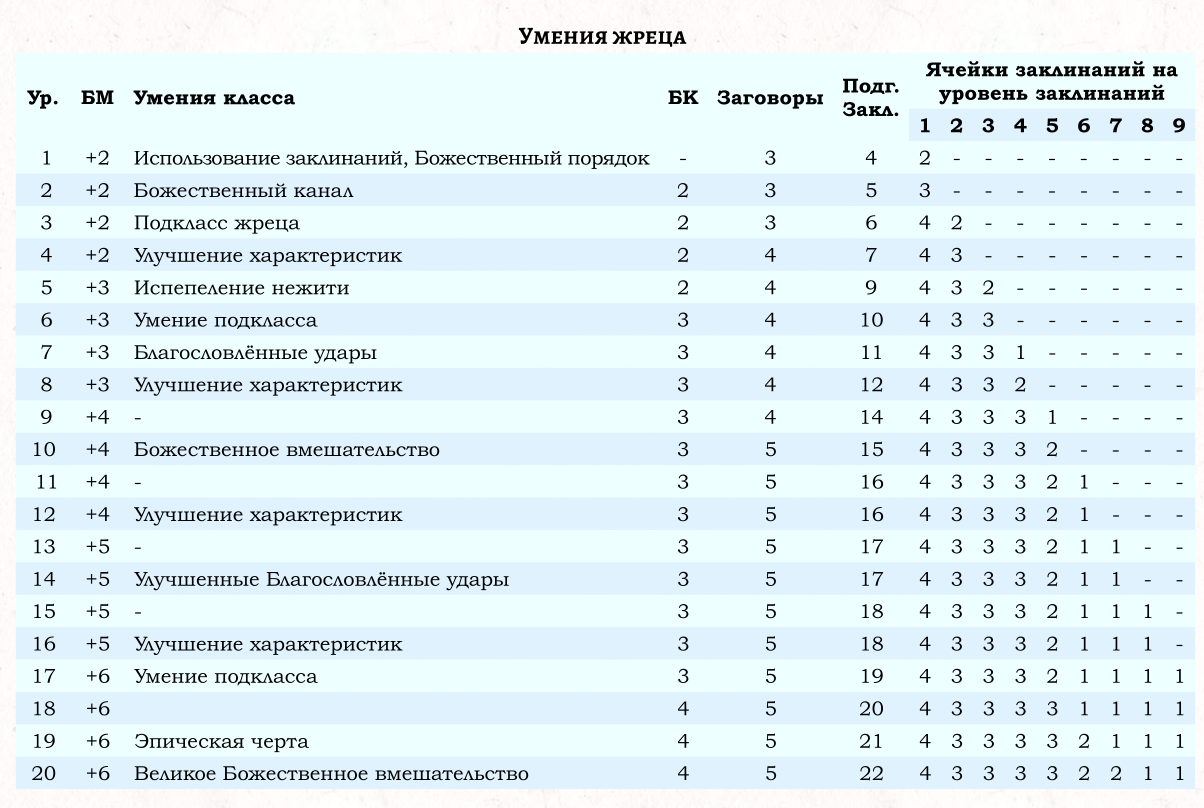 Умения жреца
Ячейки заклинаний на
Подг.
Ур. БМ Умения класса БК Заговоры Закл. уровень заклинаний
1 2 3 4 5 6 7 8 9
1 +2 Использование заклинаний, Божественный порядок - 3 4 2 - - - - - - - -
2 +2 Божественный канал 2 3 5 3 - - - - - - - -
3 +2 Подкласс жреца 2 3 6 4 2 - - - - - - -
4 +2 Улучшение характеристик 2 4 7 4 3 - - - - - - -
5 +3 Испепеление нежити 2 4 9 4 3 2 - - - - - -
6 +3 Умение подкласса 3 4 10 4 3 3 - - - - - -
7 +3 Благословлённые удары 3 4 11 4 3 3 1 - - - - -
8 +3 Улучшение характеристик 3 4 12 4 3 3 2 - - - - -
9 +4 - 3 4 14 4 3 3 3 1 - - - -
10 +4 Божественное вмешательство 3 5 15 4 3 3 3 2 - - - -
11 +4 - 3 5 16 4 3 3 3 2 1 - - -
12 +4 Улучшение характеристик 3 5 16 4 3 3 3 2 1 - - -
13 +5 - 3 5 17 4 3 3 3 2 1 1 - -
14 +5 Улучшенные Благословлённые удары 3 5 17 4 3 3 3 2 1 1 - -
15 +5 - 3 5 18 4 3 3 3 2 1 1 1 -
16 +5 Улучшение характеристик 3 5 18 4 3 3 3 2 1 1 1 -
17 +6 Умение подкласса 3 5 19 4 3 3 3 2 1 1 1 1
18 +6 4 5 20 4 3 3 3 3 1 1 1 1
19 +6 Эпическая черта 4 5 21 4 3 3 3 3 2 1 1 1
20 +6 Великое Божественное вмешательство 4 5 22 4 3 3 3 3 2 2 1 1